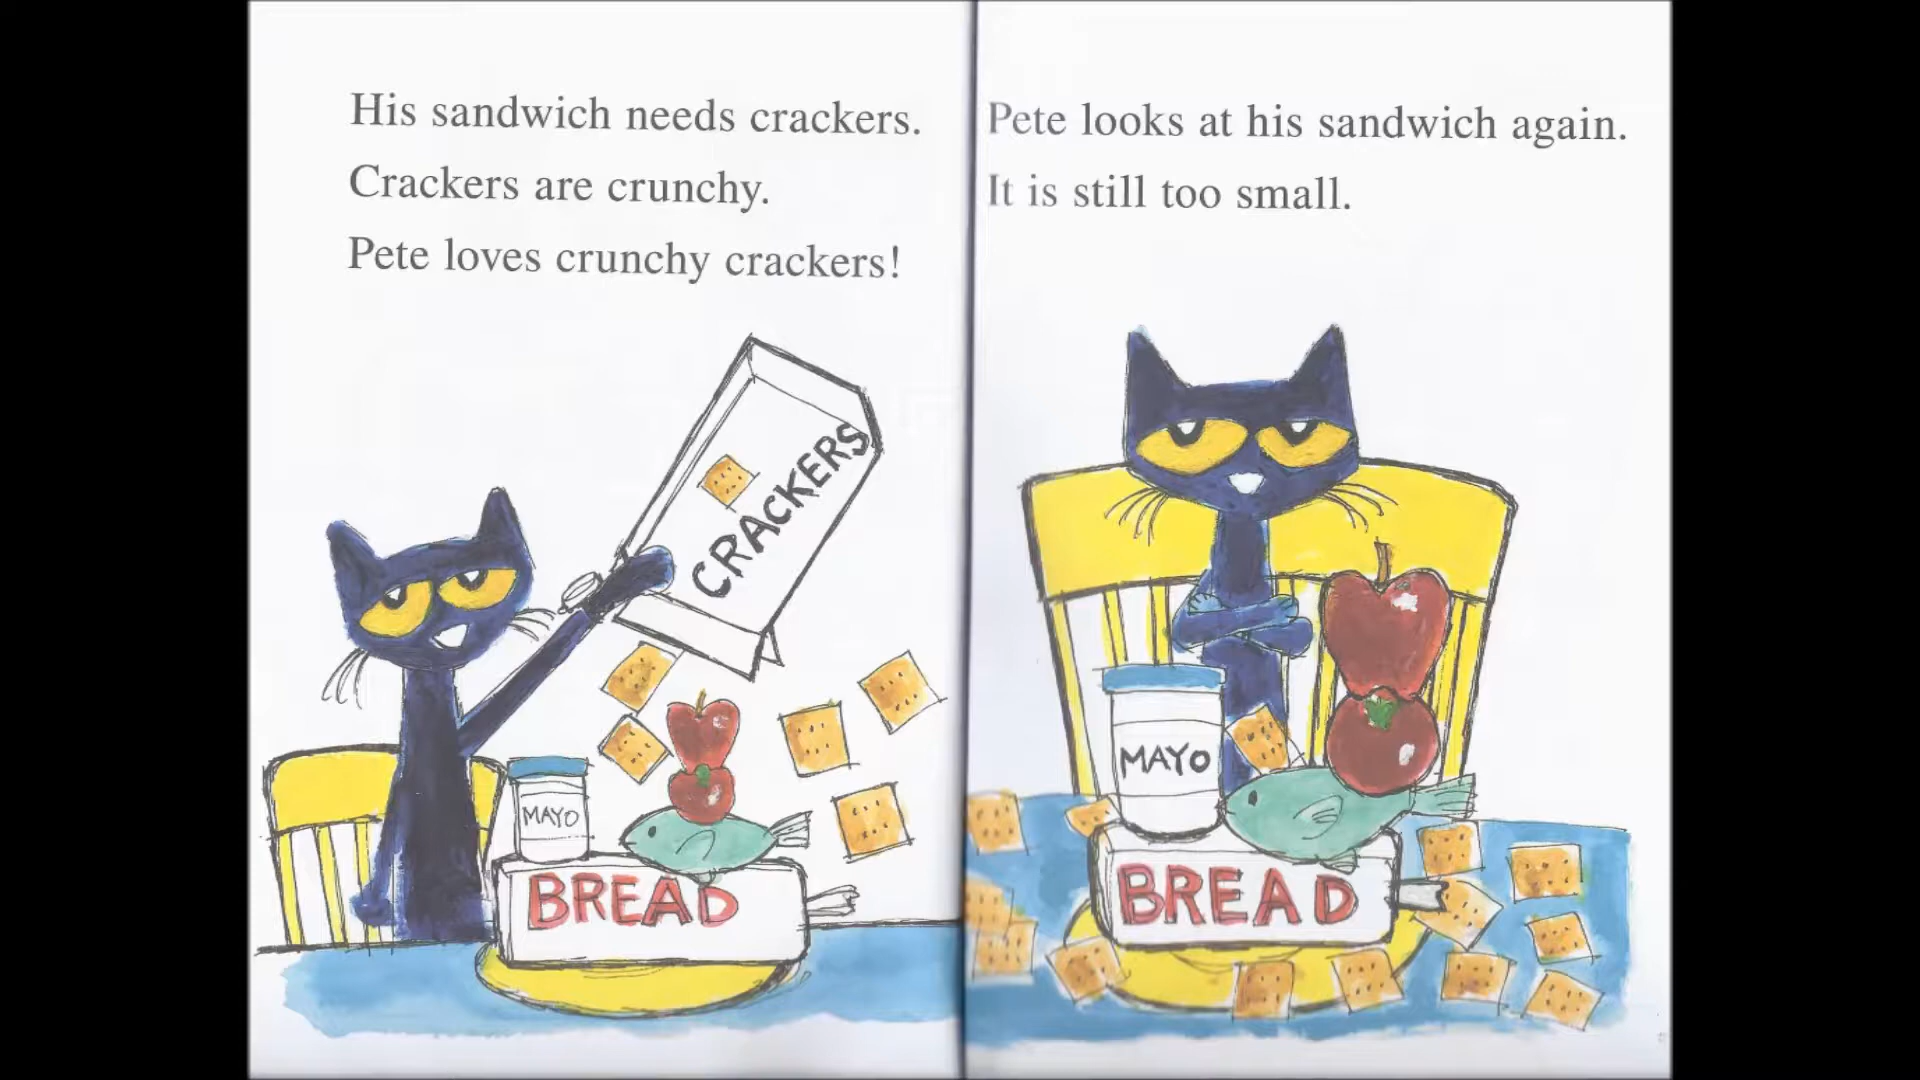 His sandwich needs crackers.
Crackers are crunchy.
Pete loves crunchy crackers!
CRACKERS
MAYO
BREAD
Pete looks at his sandwich again.
It is still too small.
MAYO
BREAD